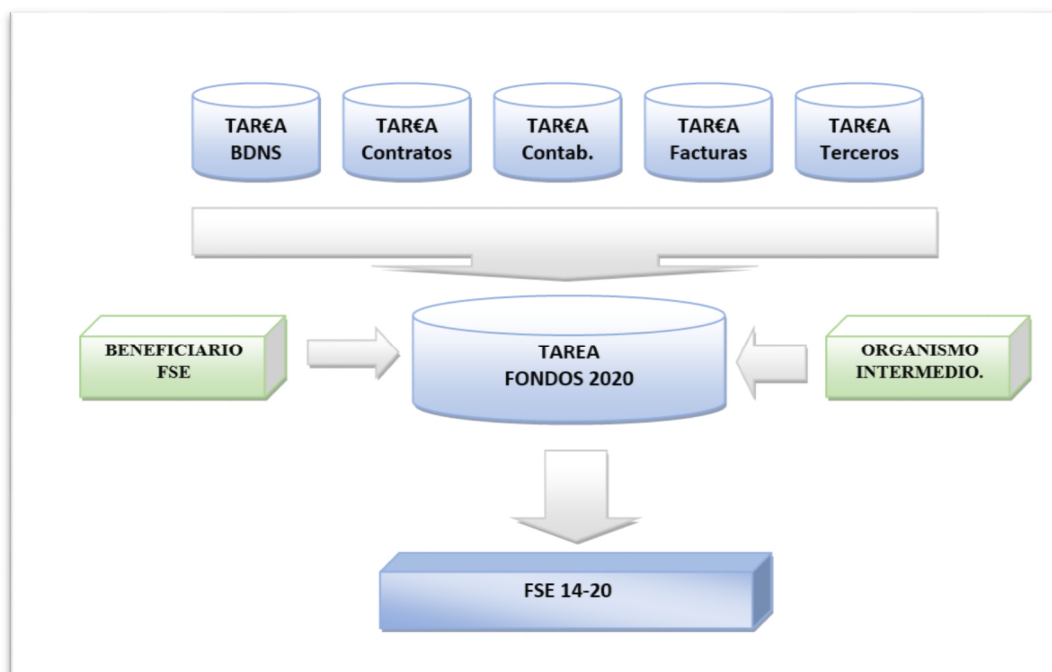 TAR€A
BDNS
TAR€A
Contratos
TAR€A
Contab.
TAR€A
Facturas
TAR€A
Terceros
BENEFICIARIO
FSE
TAREA
FONDOS 2020
ORGANISMO
INTERMEDIO.
FSE 14-20